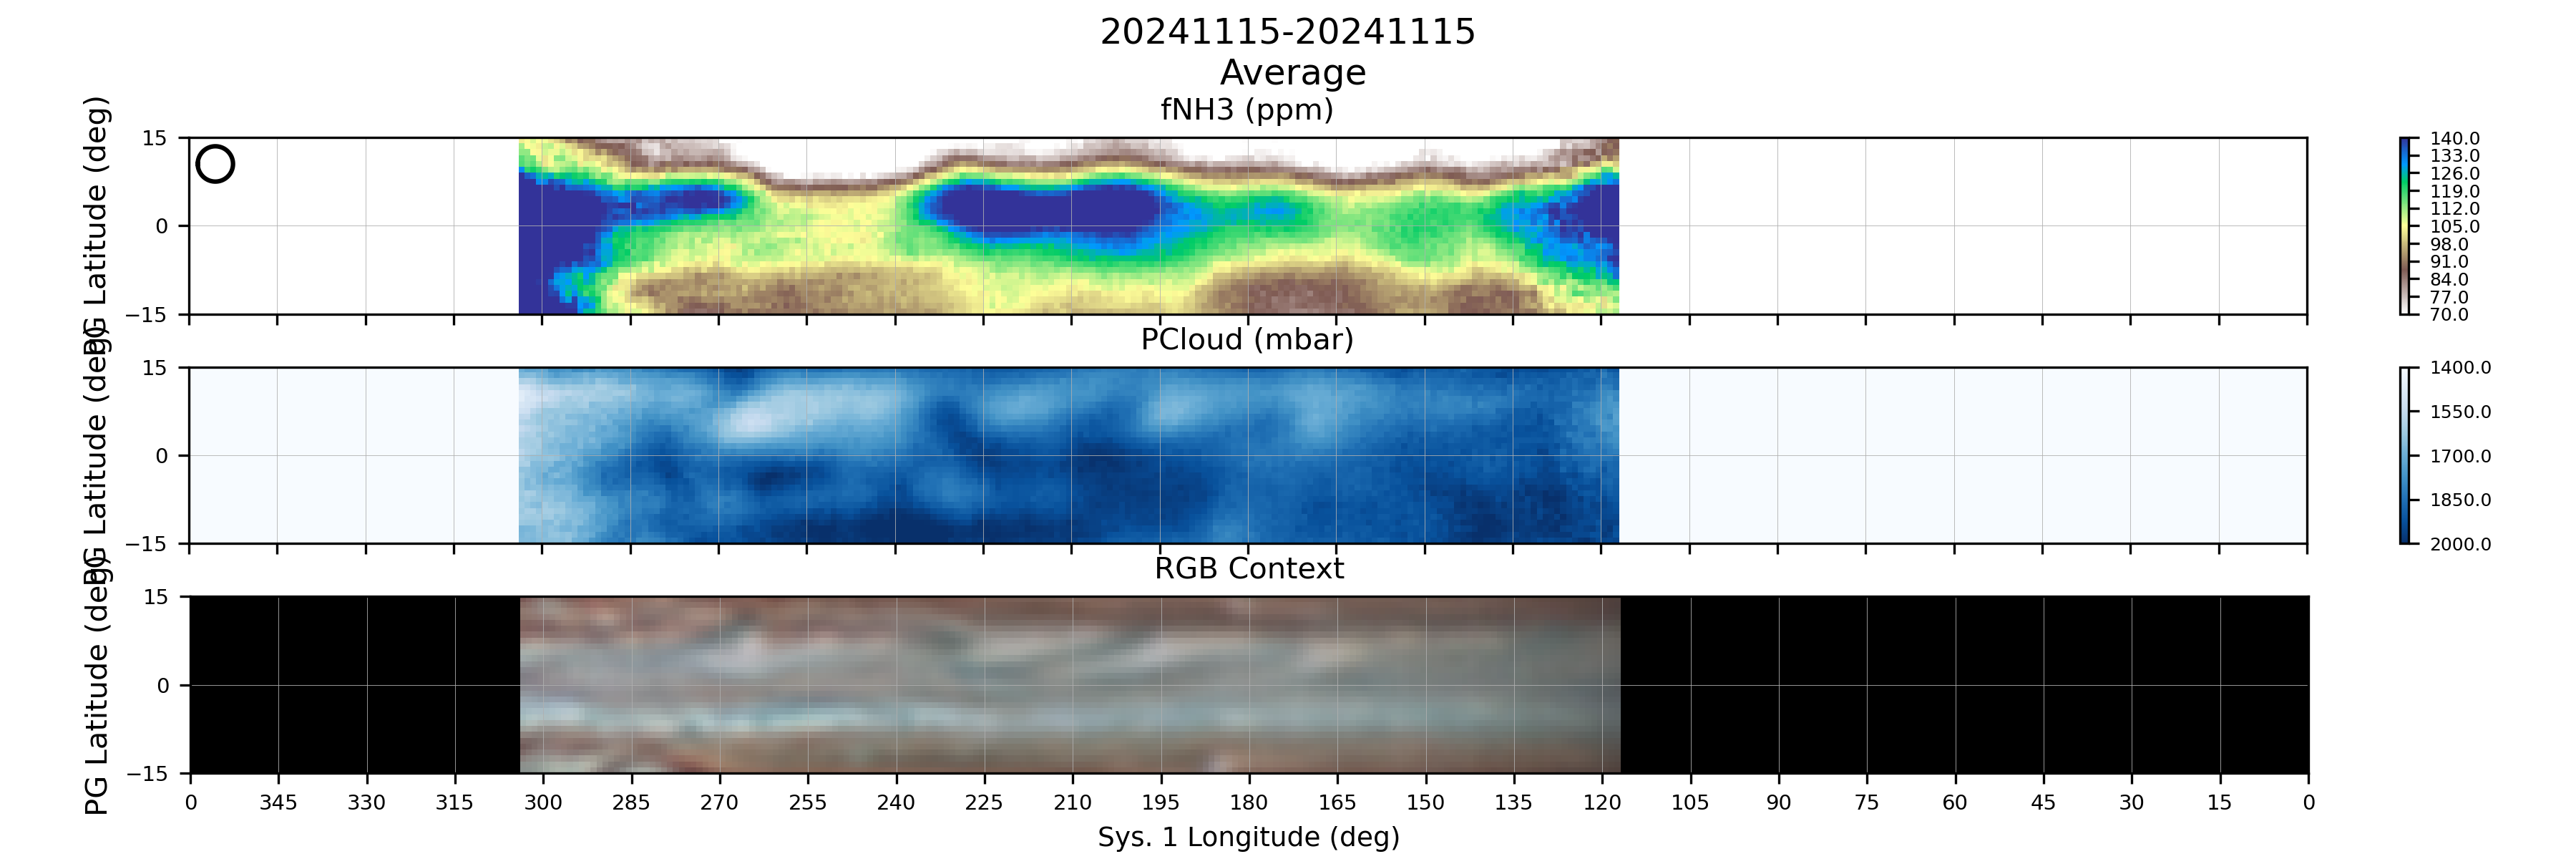 20241115-20241115
Average
fNH3 (ppm)
PG Latitude (deg)
15
0
−15
140.0
133.0
126.0
119.0
112.0
105.0
98.0
91.0
84.0
77.0
70.0
PCloud (mbar)
PG Latitude (deg)
15
0
−15
1400.0
1550.0
1700.0
1850.0
2000.0
RGB Context
PG Latitude (deg)
15
0
−15
0 345 330 315 300 285 270 255 240 225 210 195 180 165 150 135 120 105 90 75 60 45 30 15 0
Sys. 1 Longitude (deg)